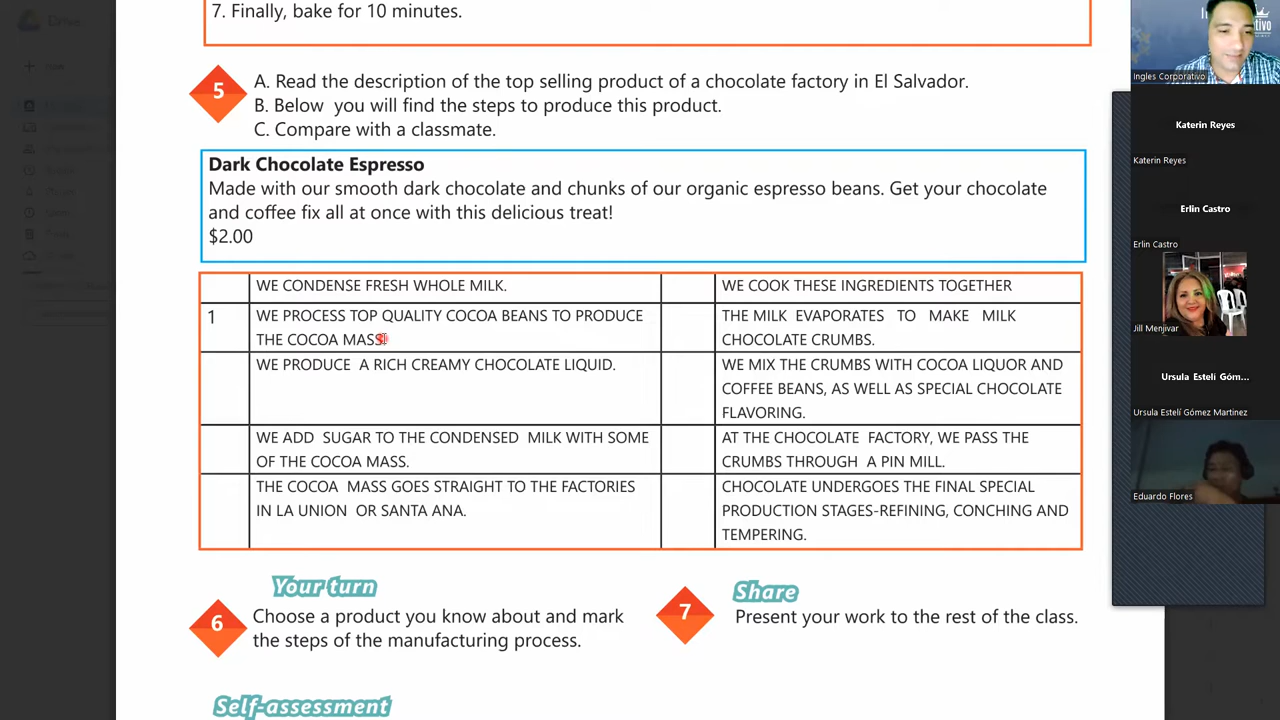 7. Finally, bake for 10 minutes.
5
A. Read the description of the top selling product of a chocolate factory in El Salvador.
B. Below you will find the steps to produce this product.
C. Compare with a classmate.
Dark Chocolate Espresso
Made with our smooth dark chocolate and chunks of our organic espresso beans. Get your chocolate
and coffee fix all at once with this delicious treat!
$2.00
WE CONDENSE FRESH WHOLE MILK.
WE COOK THESE INGREDIENTS TOGETHER
1
WE PROCESS TOP QUALITY COCOA BEANS TO PRODUCE
THE COCOA MASS.
THE MILK EVAPORATES TO MAKE MILK
CHOCOLATE CRUMBS.
WE PRODUCE A RICH CREAMY CHOCOLATE LIQUID.
WE MIX THE CRUMBS WITH COCOA LIQUOR AND
COFFEE BEANS, AS WELL AS SPECIAL CHOCOLATE
FLAVORING.
WE ADD SUGAR TO THE CONDENSED MILK WITH SOME
OF THE COCOA MASS.
AT THE CHOCOLATE FACTORY, WE PASS THE
CRUMBS THROUGH A PIN MILL.
THE COCOA MASS GOES STRAIGHT TO THE FACTORIES
IN LA UNION OR SANTA ANA.
CHOCOLATE UNDERGOES THE FINAL SPECIAL
PRODUCTION STAGES-REFINING, CONCHING AND
TEMPERING.
Your turn
6
Choose a product you know about and mark
the steps of the manufacturing process.
Share
7
Present your work to the rest of the class.
Self-assessment
Ingles Corporativo
Katerin Reyes
Katerin Reyes
Erlin Castro
Erlin Castro
Jill Menjivar
Ursula Estelí Góm...
Ursula Estelí Gómez Martinez
Eduardo Flores